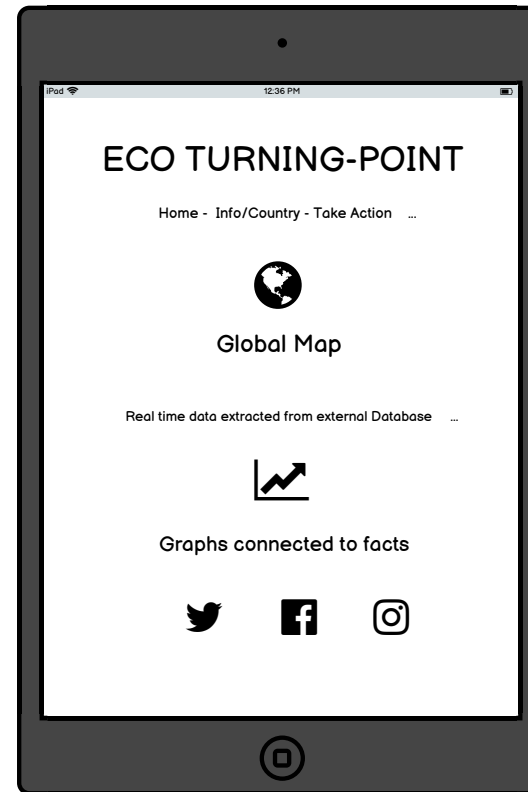 iPad 12:36 PM
ECO TURNING-POINT
Home - Info/Country - Take Action ...
Global Map
Real time data extracted from external Database ...
Graphs connected to facts